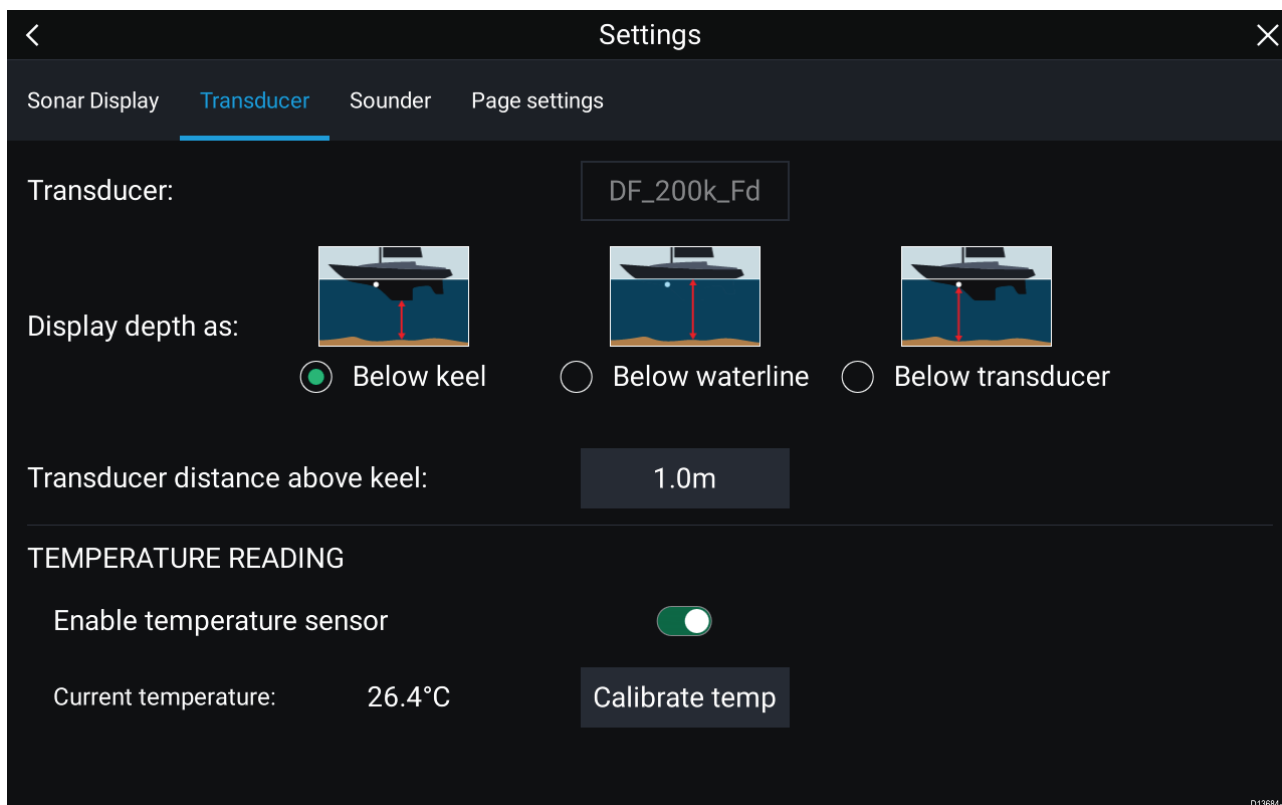 Settings
Sonar Display Transducer Sounder Page settings
Transducer: DF_200k_Fd
Display depth as:
Below keel Below waterline Below transducer
Transducer distance above keel: 1.0m
TEMPERATURE READING
Enable temperature sensor
Current temperature: 26.4°C Calibrate temp
D13684